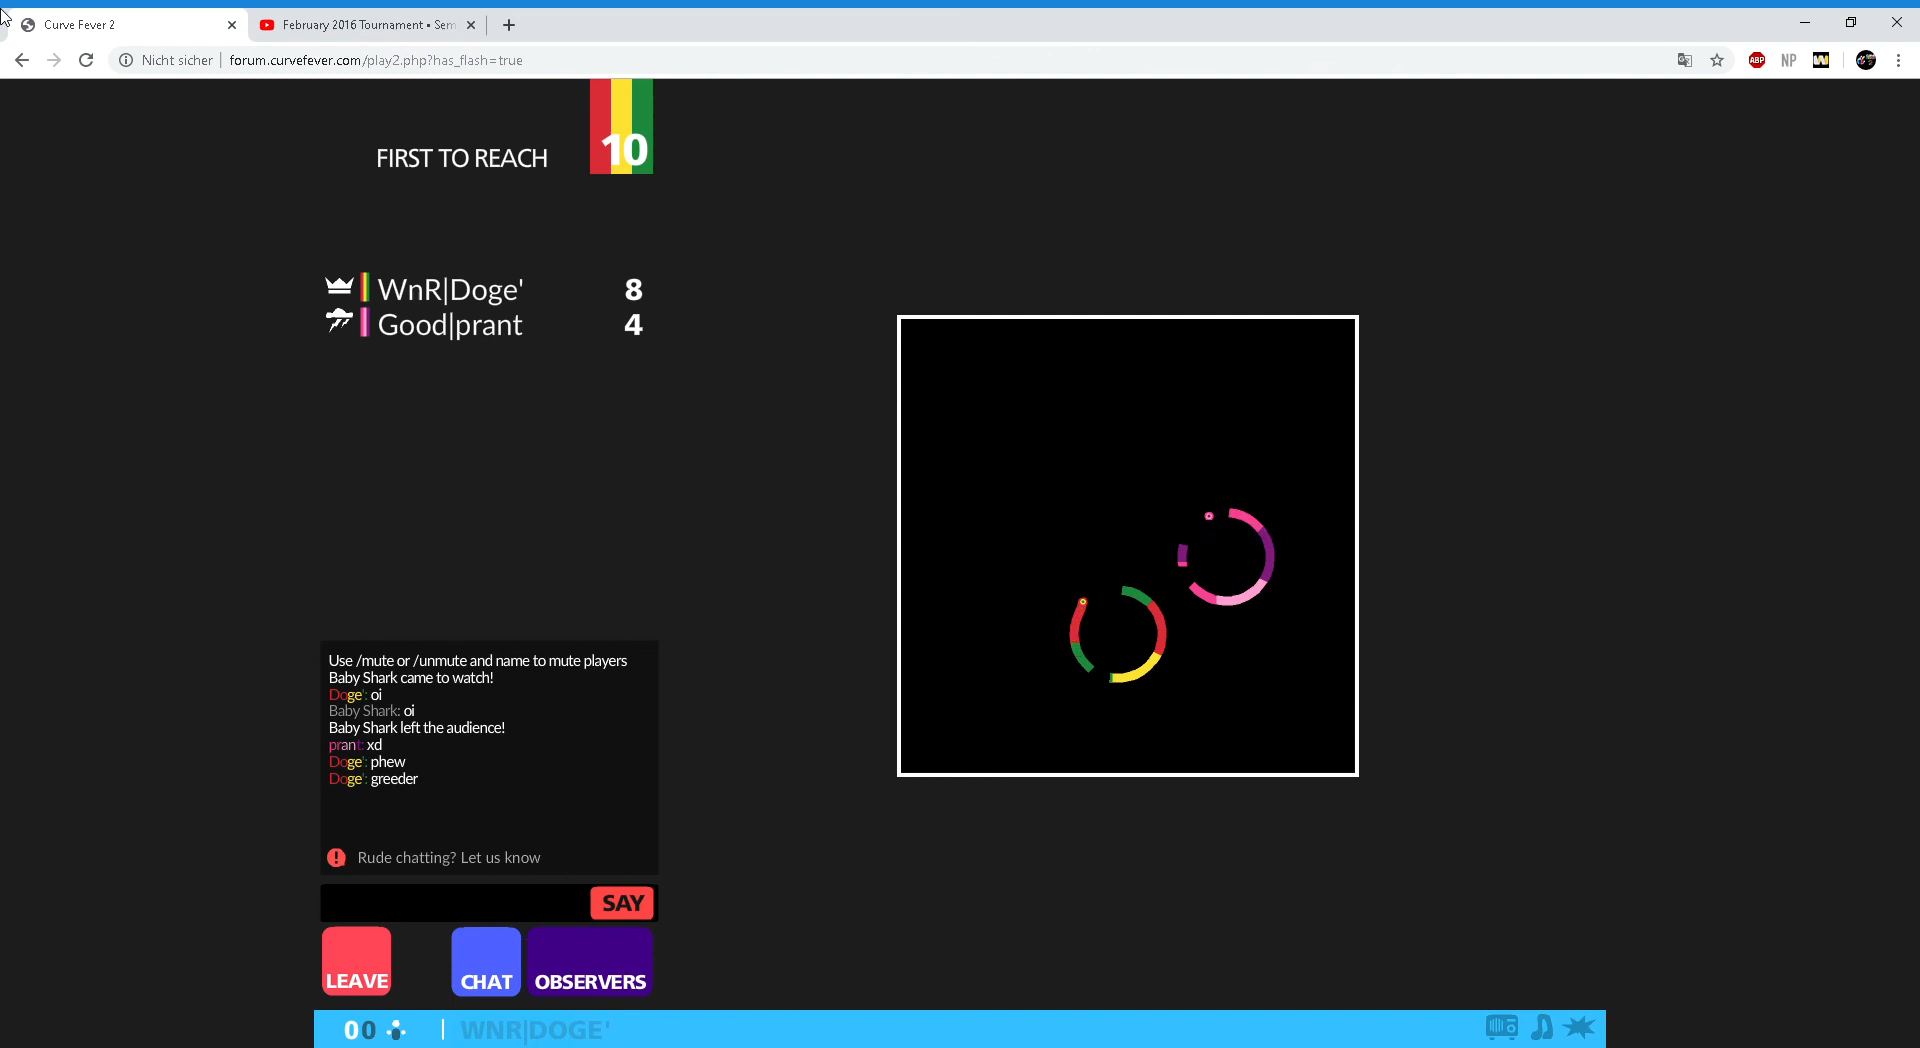 Curve Fever 2
February 2016 Tournament • Sem
Nicht sicher
forum.curvefever.com/play2.php?has_flash=true
ABP
NP
W
FIRST TO REACH
10
WnR|Doge' 8
Good|prant 4
Use /mute or /unmute and name to mute players
Baby Shark came to watch!
Doge': oi
Baby Shark: oi
Baby Shark left the audience!
prant: xd
Doge': phew
Doge': greeder
Rude chatting? Let us know
SAY
LEAVE
CHAT
OBSERVERS
00
WNR|DOGE'